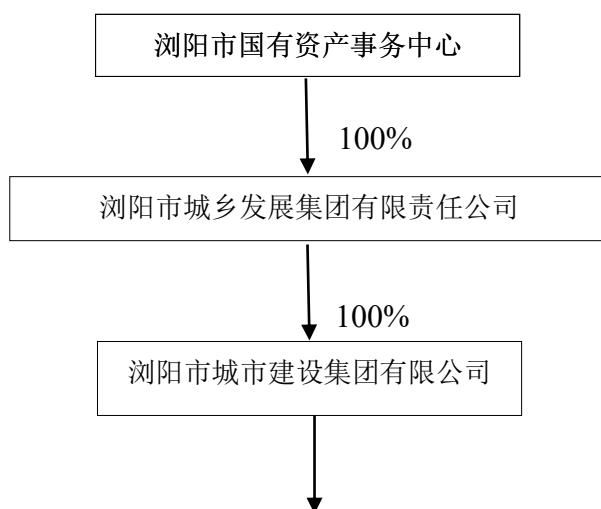 浏阳市国有资产事务中心
100%
浏阳市城乡发展集团有限责任公司
100%
浏阳市城市建设集团有限公司